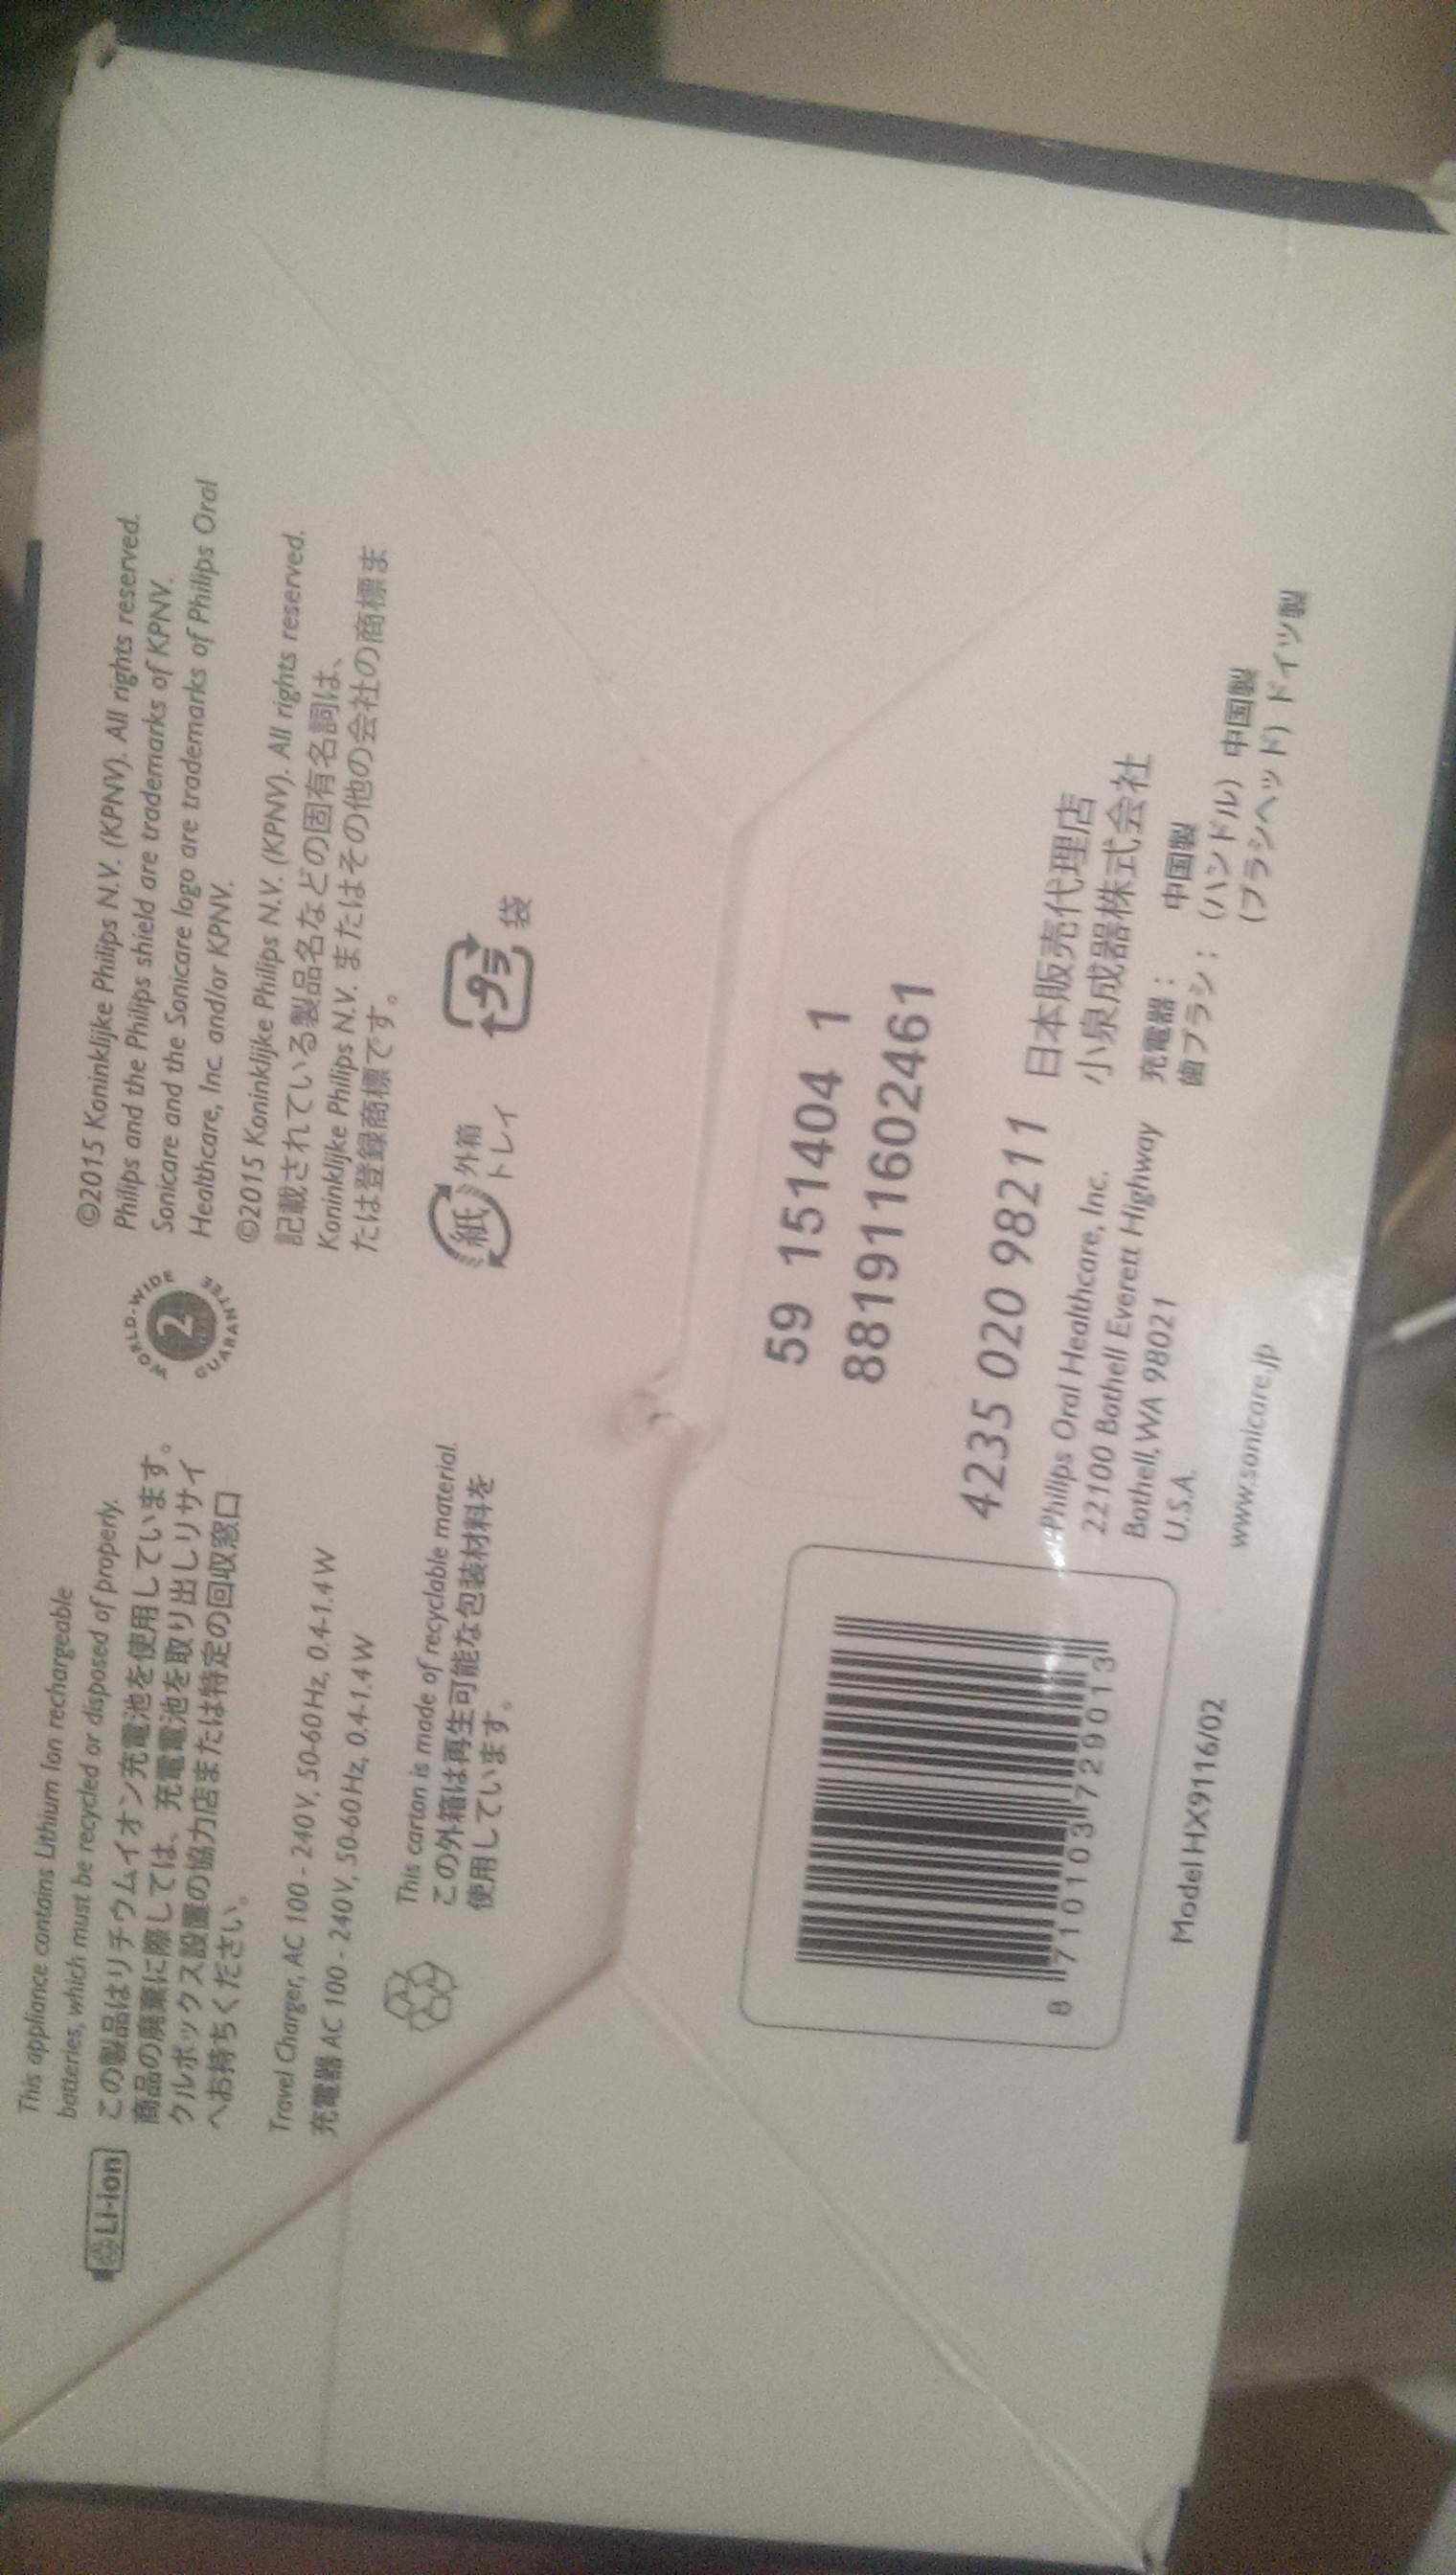 Li-ion
This appliance contains Lithium Ion rechargeable
batteries, which must be recycled or disposed of properly.
この製品はリチウムイオン充電池を使用しています。
商品の廃棄に際しては、充電電池を取り出しリサイ
クルボックス設置の協力店または特定の回収窓口
へお持ちください。
Travel Charger, AC 100 - 240V, 50-60Hz, 0.4-1.4W
充電器 AC 100 - 240V, 50-60Hz, 0.4-1.4W
This carton is made of recyclable material.
この外箱は再生可能な包装材料を
使用しています。
WORLD-WIDE
2
GUARANTEE
©2015 Koninklijke Philips N.V. (KPNV). All rights reserved.
Philips and the Philips shield are trademarks of KPNV.
Sonicare and the Sonicare logo are trademarks of Philips Oral
Healthcare, Inc. and/or KPNV.
©2015 Koninklijke Philips N.V. (KPNV). All rights reserved.
記載されている製品名などの固有名詞は、
Koninklijke Philips N.V. またはその他の会社の商標ま
たは登録商標です。
紙
外箱
トレイ
プラ
袋
59 151404 1
881911602461
4235 020 98211
8 710103 729013
Model HX9116/02
Philips Oral Healthcare, Inc.
22100 Bothell Everett Highway
Bothell, WA 98021
U.S.A.
www.sonicare.jp
日本販売代理店
小泉成器株式会社
充電器： 中国製
歯ブラシ： (ハンドル) 中国製
(ブラシヘッド) ドイツ製